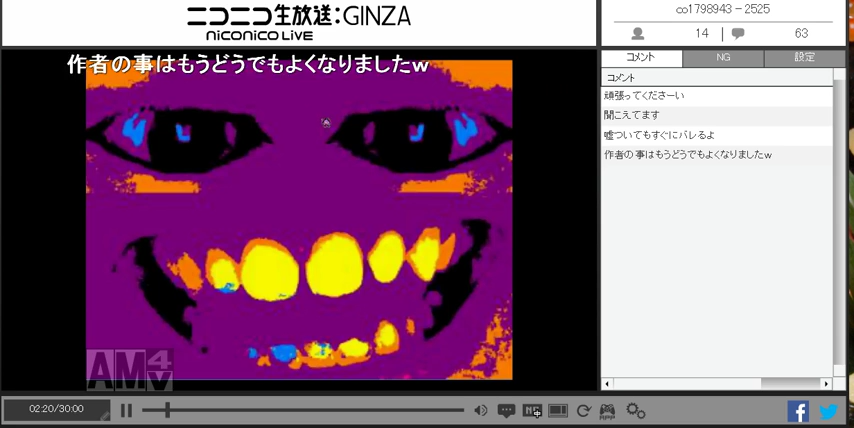 ニコニコ生放送:GINZA
niconico LIVE
co1798943-2525
14
63
コメント
NG
設定
コメント
頑張ってくださーい
聞こえてます
嘘ついてもすぐにバレるよ
作者の事はもうどうでもよくなりましたw
作者の事はもうどうでもよくなりましたw
AM4V
02:20/30:00